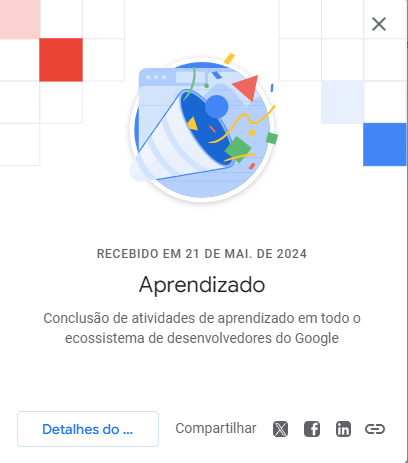 RECEBIDO EM 21 DE MAI. DE 2024
Aprendizado
Conclusão de atividades de aprendizado em todo o
ecossistema de desenvolvedores do Google
Detalhes do ...
Compartilhar